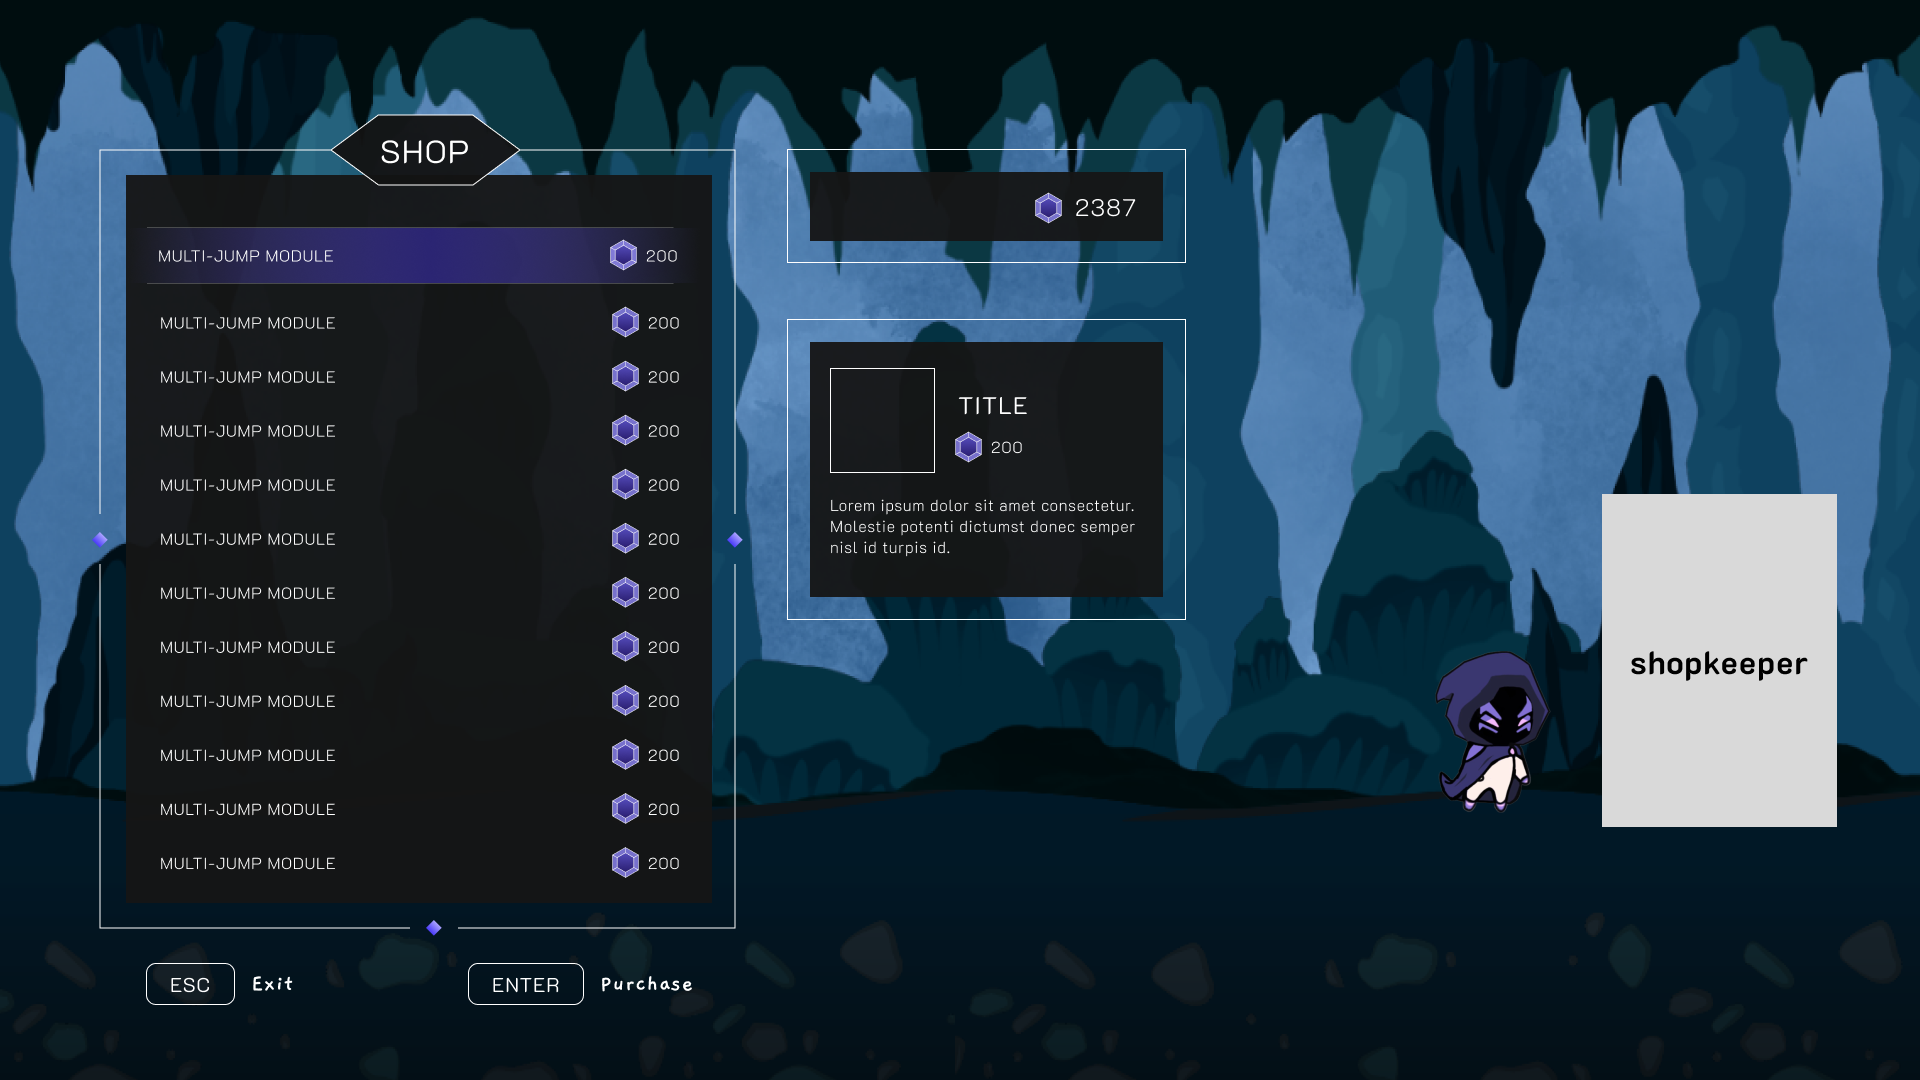 SHOP
MULTI-JUMP MODULE 200
MULTI-JUMP MODULE 200
MULTI-JUMP MODULE 200
MULTI-JUMP MODULE 200
MULTI-JUMP MODULE 200
MULTI-JUMP MODULE 200
MULTI-JUMP MODULE 200
MULTI-JUMP MODULE 200
MULTI-JUMP MODULE 200
MULTI-JUMP MODULE 200
MULTI-JUMP MODULE 200
MULTI-JUMP MODULE 200
ESC Exit
ENTER Purchase
2387
TITLE
200
Lorem ipsum dolor sit amet consectetur.
Molestie potenti dictumst donec semper
nisl id turpis id.
shopkeeper